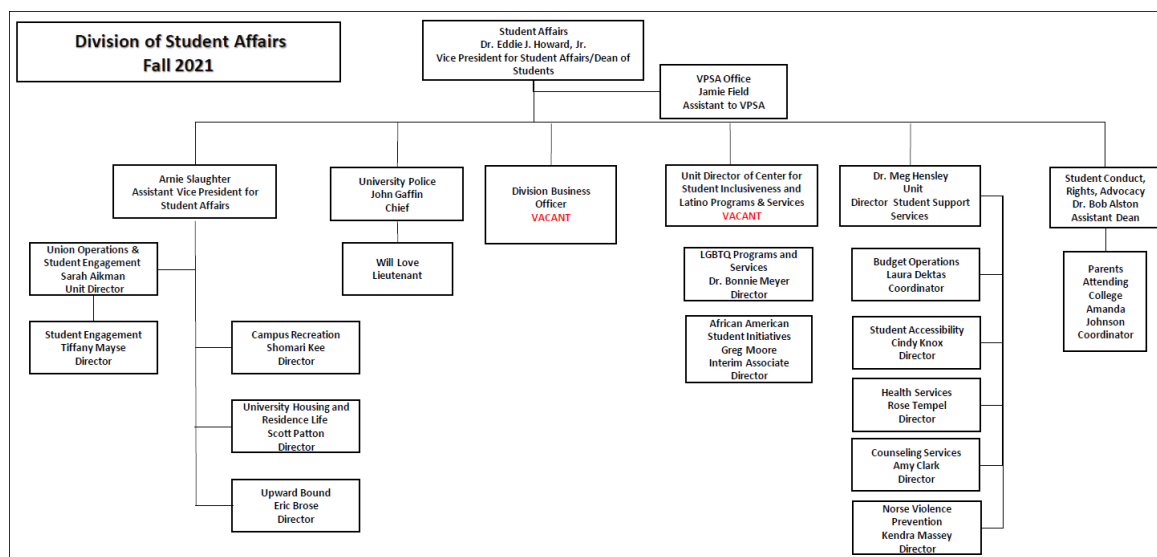 Division of Student Affairs
Fall 2021
Student Affairs
Dr. Eddie J. Howard, Jr.
Vice President for Student Affairs/Dean of
Students
VPSA Office
Jamie Field
Assistant to VPSA
Arnie Slaughter
Assistant Vice President for
Student Affairs
University Police
John Gaffin
Chief
Division Business
Officer
VACANT
Unit Director of Center for
Student Inclusiveness and
Latino Programs & Services
VACANT
Dr. Meg Hensley
Unit
Director Student Support
Services
Student Conduct,
Rights, Advocacy
Dr. Bob Alston
Assistant Dean
Union Operations &
Student Engagement
Sarah Aikman
Unit Director
Will Love
Lieutenant
LGBTQ Programs and
Services
Dr. Bonnie Meyer
Director
Budget Operations
Laura Dektas
Coordinator
Parents
Attending
College
Amanda
Johnson
Coordinator
Student Engagement
Tiffany Mayse
Director
Campus Recreation
Shomari Kee
Director
African American
Student Initiatives
Greg Moore
Interim Associate
Director
Student Accessibility
Cindy Knox
Director
University Housing and
Residence Life
Scott Patton
Director
Health Services
Rose Tempel
Director
Counseling Services
Amy Clark
Director
Upward Bound
Eric Brose
Director
Norse Violence
Prevention
Kendra Massey
Director